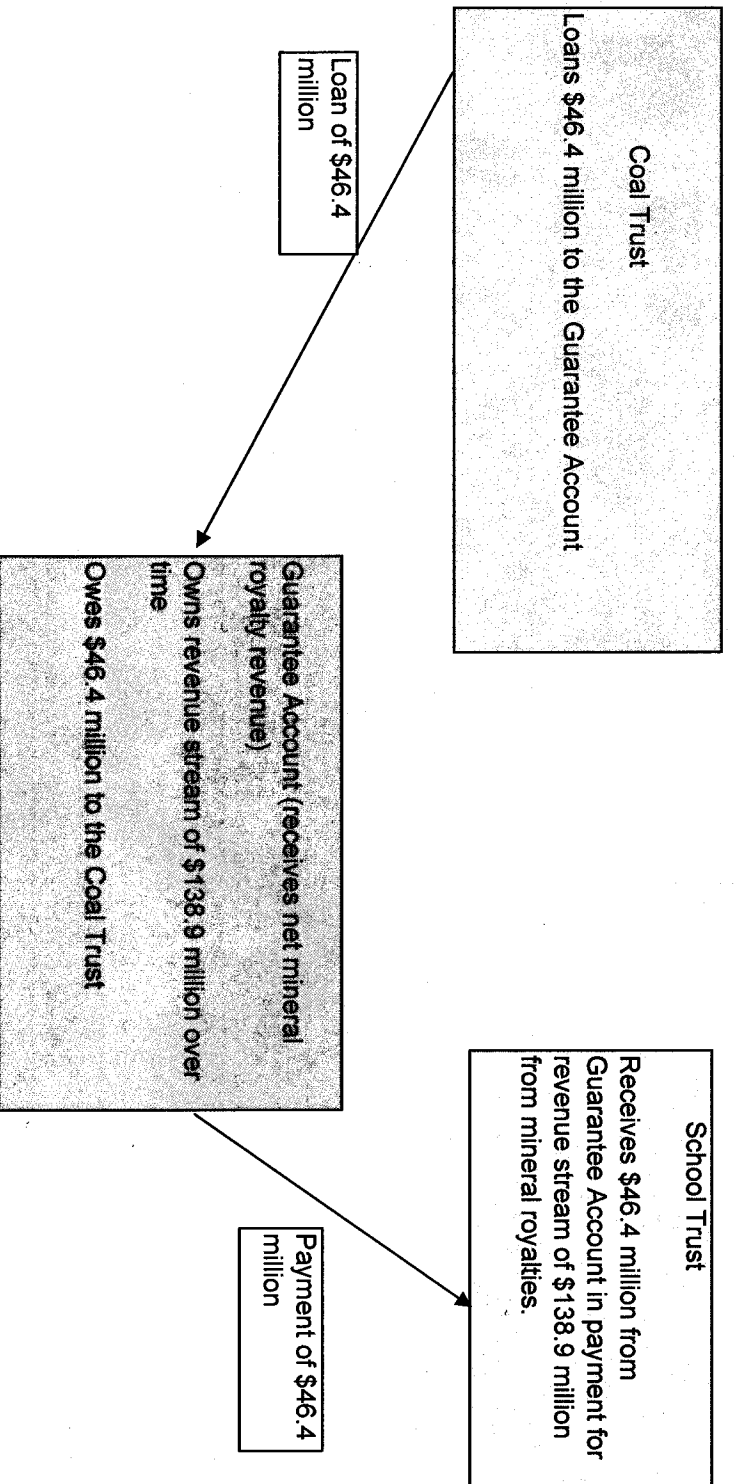 Coal Trust
Loans $46.4 million to the Guarantee Account
School Trust
Receives $46.4 million from
Guarantee Account in payment for
revenue stream of $138.9 million
from mineral royalties.
Loan of $46.4
million
Guarantee Account (receives net mineral
royalty revenue)
Owns revenue stream of $138.9 million over
time
Owes $46.4 million to the Coal Trust
Payment of $46.4
million